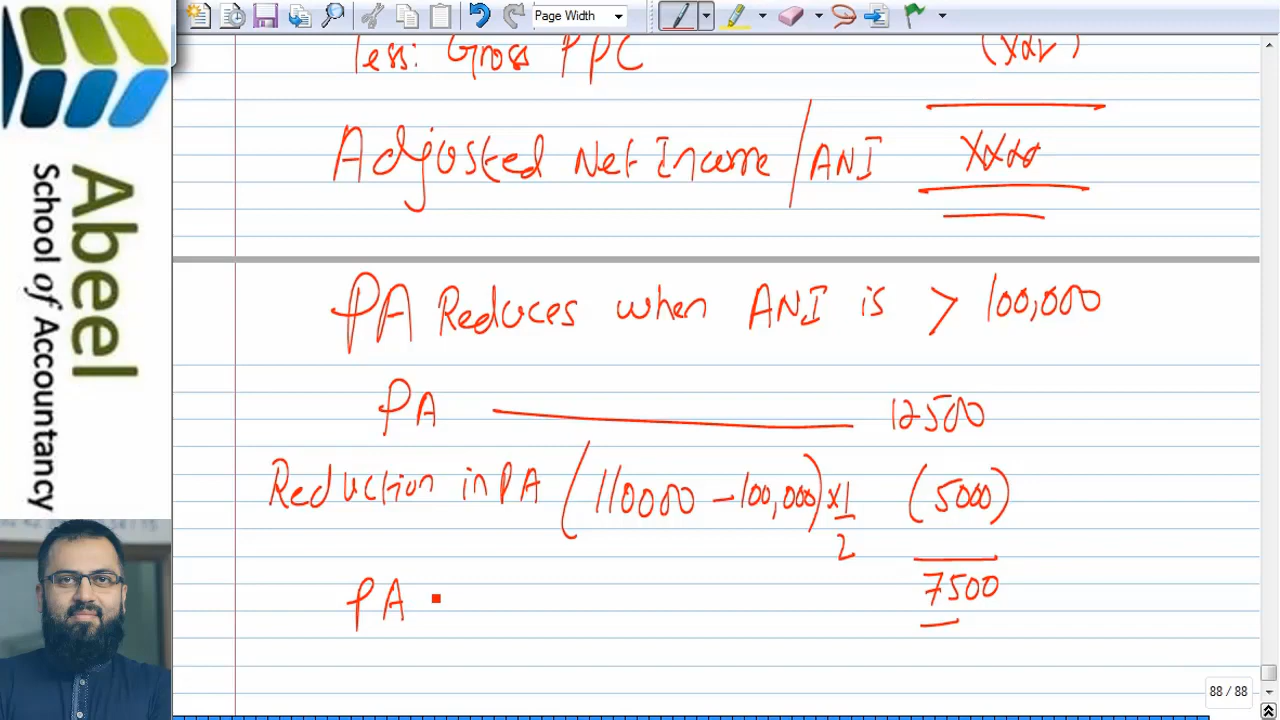 Page Width
less: Gross PPC (xxx)
Adjusted Net Income / ANI xxxx
PA Reduces when ANI is > 100,000
PA 12500
Reduction in PA (110000 - 100,000) x 1/2 (5000)
7500
PA
Abeel
School of Accountancy
88 / 88